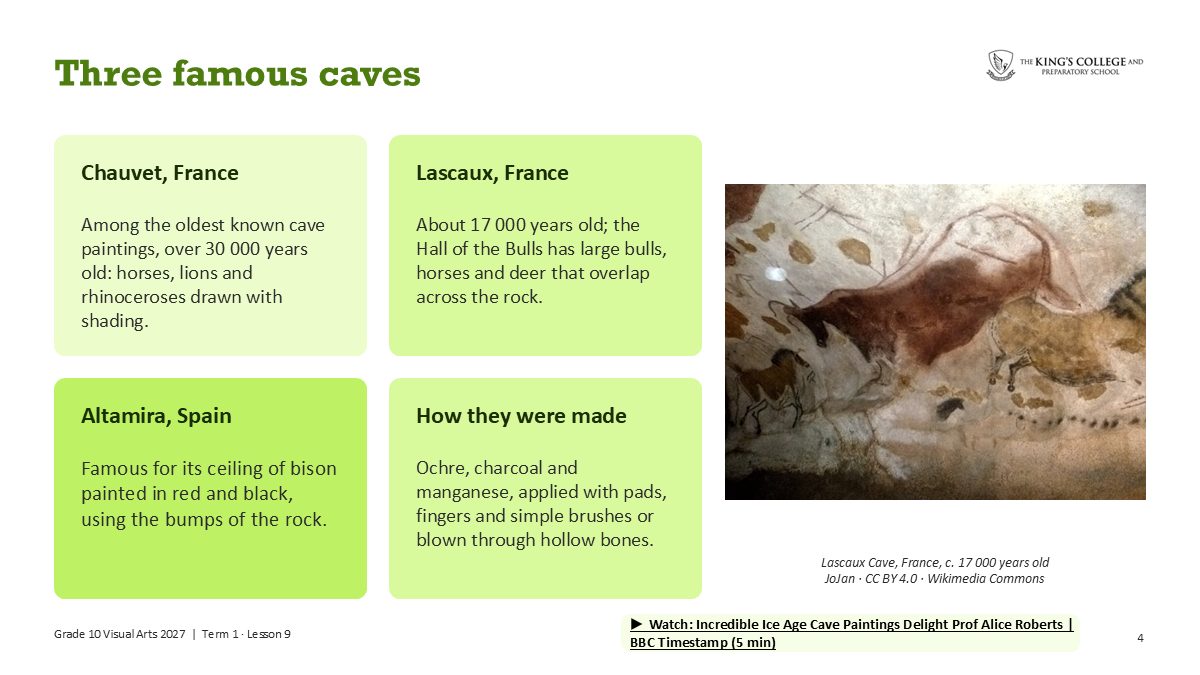 Three famous caves
THE KING'S COLLEGE AND
PREPARATORY SCHOOL
Chauvet, France
Among the oldest known cave
paintings, over 30 000 years
old: horses, lions and
rhinoceroses drawn with
shading.
Lascaux, France
About 17 000 years old; the
Hall of the Bulls has large bulls,
horses and deer that overlap
across the rock.
Altamira, Spain
Famous for its ceiling of bison
painted in red and black,
using the bumps of the rock.
How they were made
Ochre, charcoal and
manganese, applied with pads,
fingers and simple brushes or
blown through hollow bones.
Lascaux Cave, France, c. 17 000 years old
JoJan · CC BY 4.0 · Wikimedia Commons
Grade 10 Visual Arts 2027 | Term 1 · Lesson 9
▶ Watch: Incredible Ice Age Cave Paintings Delight Prof Alice Roberts |
BBC Timestamp (5 min)
4